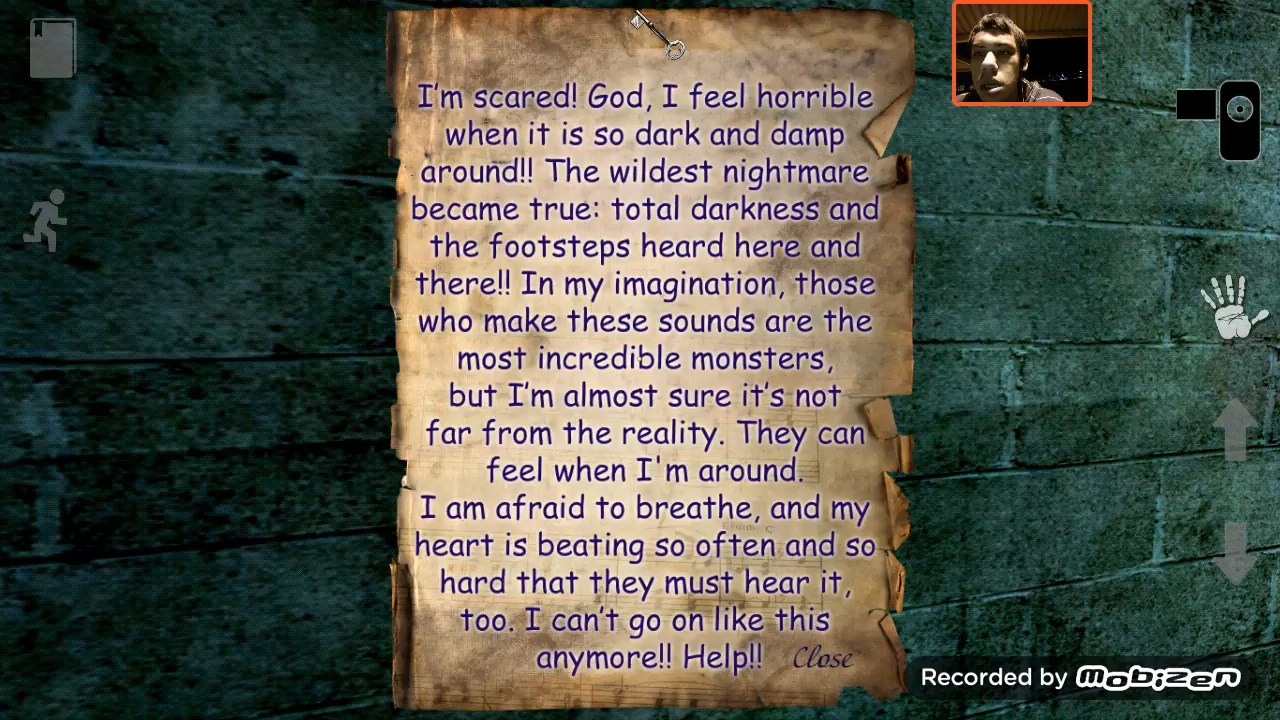 I'm scared! God, I feel horrible
when it is so dark and damp
around!! The wildest nightmare
became true: total darkness and
the footsteps heard here and
there!! In my imagination, those
who make these sounds are the
most incredible monsters,
but I'm almost sure it's not
far from the reality. They can
feel when I'm around.
I am afraid to breathe, and my
heart is beating so often and so
hard that they must hear it,
too. I can't go on like this
anymore!! Help!!
Close
Recorded by Mobizen